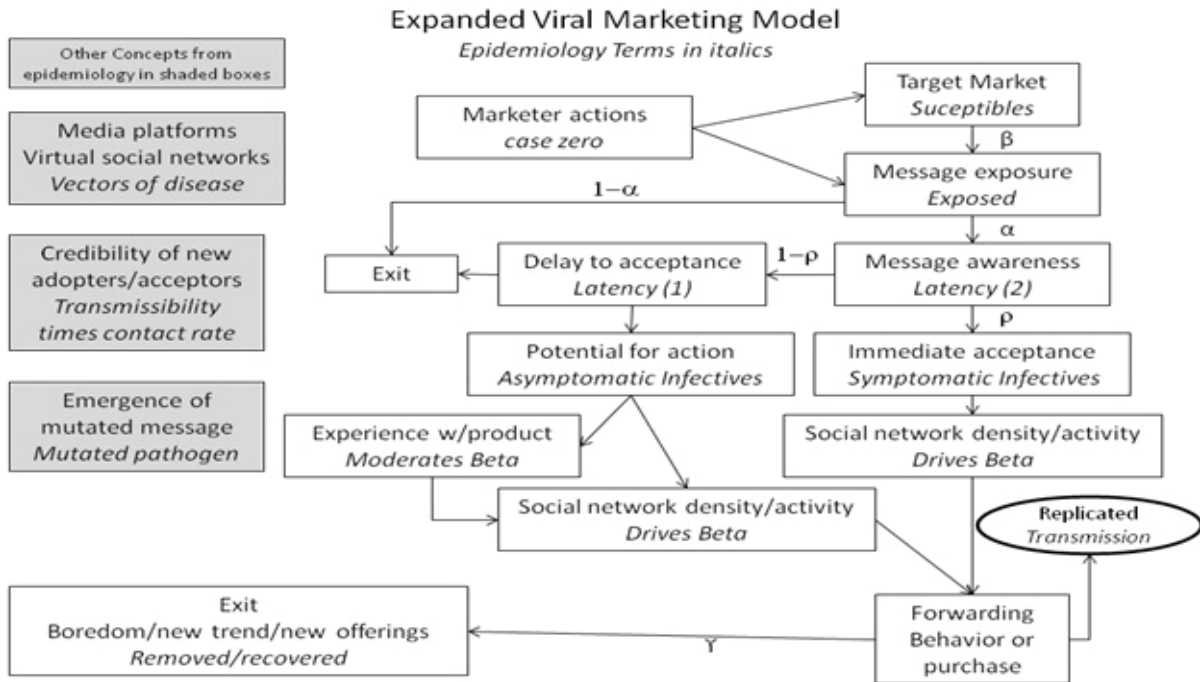 Expanded Viral Marketing Model
Epidemiology Terms in italics
Other Concepts from
epidemiology in shaded boxes
Media platforms
Virtual social networks
Vectors of disease
Credibility of new
adopters/acceptors
Transmissibility
times contact rate
Emergence of
mutated message
Mutated pathogen
Marketer actions
case zero
Target Market
Suceptibles
β
Message exposure
Exposed
1−α
α
Exit
Delay to acceptance
Latency (1)
1−ρ
Message awareness
Latency (2)
ρ
Potential for action
Asymptomatic Infectives
Immediate acceptance
Symptomatic Infectives
Experience w/product
Moderates Beta
Social network density/activity
Drives Beta
Social network density/activity
Drives Beta
Replicated
Transmission
Forwarding
Behavior or
purchase
ϒ
Exit
Boredom/new trend/new offerings
Removed/recovered